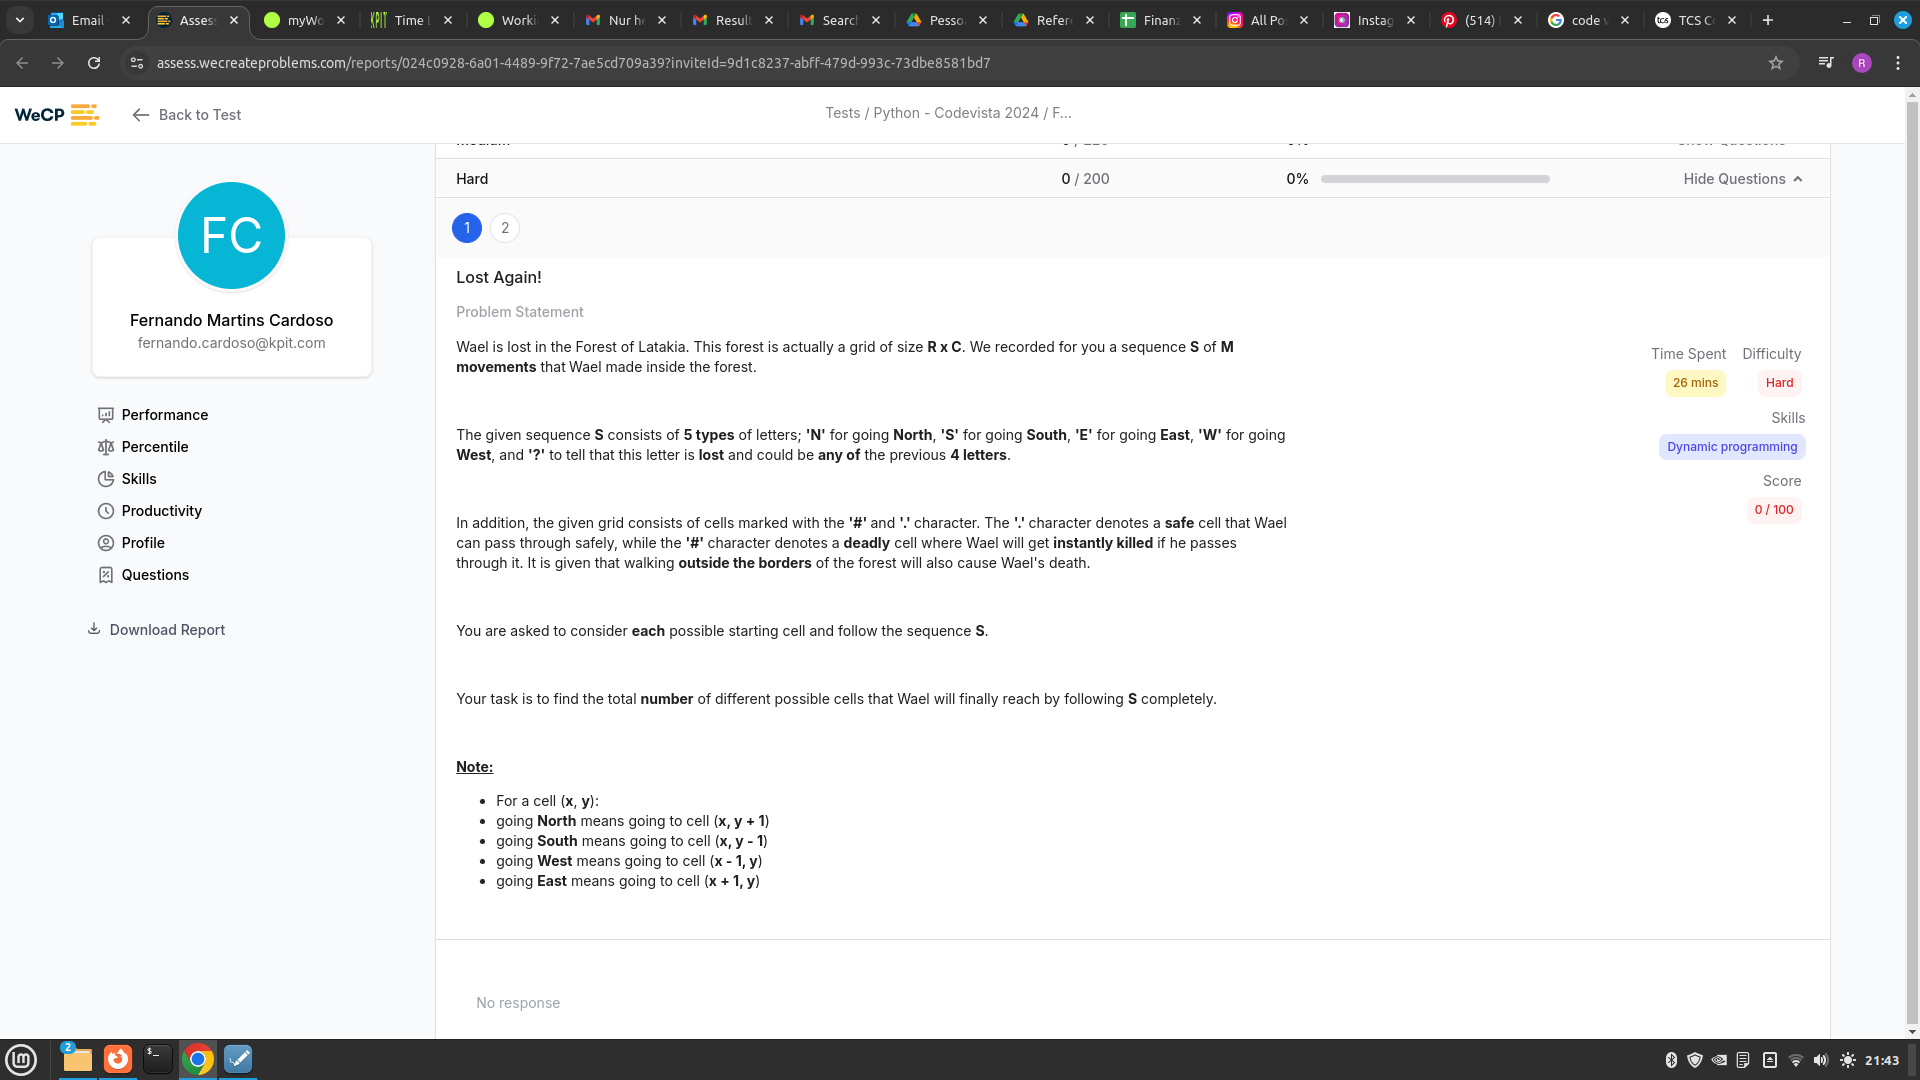 Email
Assess
myWo
Time L
Worki
Nur he
Result
Search
Pesso
Refere
Finanz
All Po
Instag
(514)
code v
TCS C
assess.wecreateproblems.com/reports/024c0928-6a01-4489-9f72-7ae5cd709a39?inviteId=9d1c8237-abff-479d-993c-73dbe8581bd7
R
WeCP
Back to Test
Tests / Python - Codevista 2024 / F...
Hard 0 / 200 0% Hide Questions
1 2
FC
Fernando Martins Cardoso
fernando.cardoso@kpit.com
Performance
Percentile
Skills
Productivity
Profile
Questions
Download Report
Lost Again!
Problem Statement
Wael is lost in the Forest of Latakia. This forest is actually a grid of size R x C. We recorded for you a sequence S of M
movements that Wael made inside the forest.
The given sequence S consists of 5 types of letters; 'N' for going North, 'S' for going South, 'E' for going East, 'W' for going
West, and '?' to tell that this letter is lost and could be any of the previous 4 letters.
In addition, the given grid consists of cells marked with the '#' and '.' character. The '.' character denotes a safe cell that Wael
can pass through safely, while the '#' character denotes a deadly cell where Wael will get instantly killed if he passes
through it. It is given that walking outside the borders of the forest will also cause Wael's death.
You are asked to consider each possible starting cell and follow the sequence S.
Your task is to find the total number of different possible cells that Wael will finally reach by following S completely.
Note:
• For a cell (x, y):
• going North means going to cell (x, y + 1)
• going South means going to cell (x, y - 1)
• going West means going to cell (x - 1, y)
• going East means going to cell (x + 1, y)
Time Spent Difficulty
26 mins Hard
Skills
Dynamic programming
Score
0 / 100
No response
2
21:43